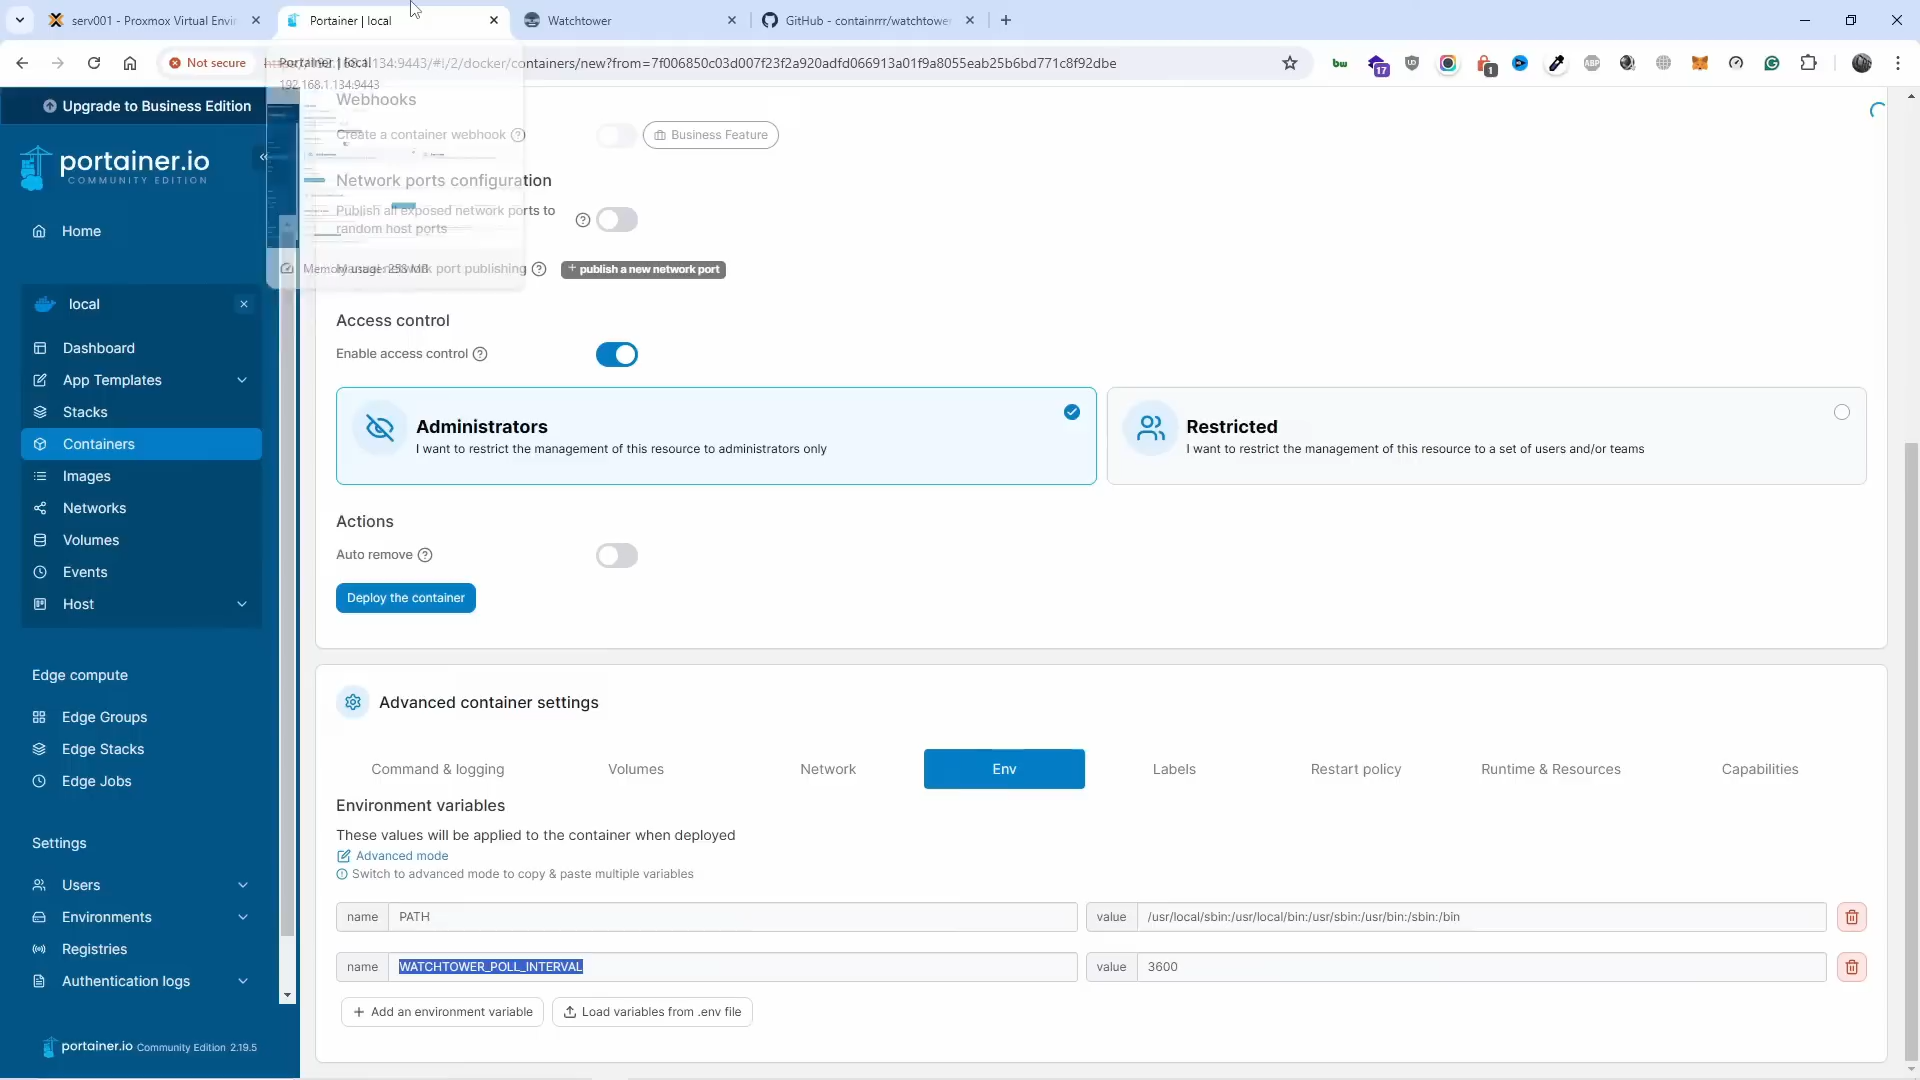 serv001 - Proxmox Virtual Envi
Portainer | local
Watchtower
GitHub - containrrr/watchtowe
Not secure
134:9443/#!/2/docker/containers/new?from=7f006850c03d007f23f2a920adfd066913a01f9a8055eab25b6bd771c8f92dbe
17
1
Portainer | local
192.168.1.134:9443
Upgrade to Business Edition
portainer.io
COMMUNITY EDITION
Home
local
Dashboard
App Templates
Stacks
Containers
Images
Networks
Volumes
Events
Host
Edge compute
Edge Groups
Edge Stacks
Edge Jobs
Settings
Users
Environments
Registries
Authentication logs
portainer.io Community Edition 2.19.5
Webhooks
Create a container webhook
Business Feature
Network ports configuration
Publish all exposed network ports to
random host ports
Memory usage: 258 MB
Manual network port publishing
+ publish a new network port
Access control
Enable access control
Administrators
I want to restrict the management of this resource to administrators only
Restricted
I want to restrict the management of this resource to a set of users and/or teams
Actions
Auto remove
Deploy the container
Advanced container settings
Command & logging
Volumes
Network
Env
Labels
Restart policy
Runtime & Resources
Capabilities
Environment variables
These values will be applied to the container when deployed
Advanced mode
Switch to advanced mode to copy & paste multiple variables
name PATH value /usr/local/sbin:/usr/local/bin:/usr/sbin:/usr/bin:/sbin:/bin
name WATCHTOWER_POLL_INTERVAL value 3600
+ Add an environment variable
Load variables from .env file